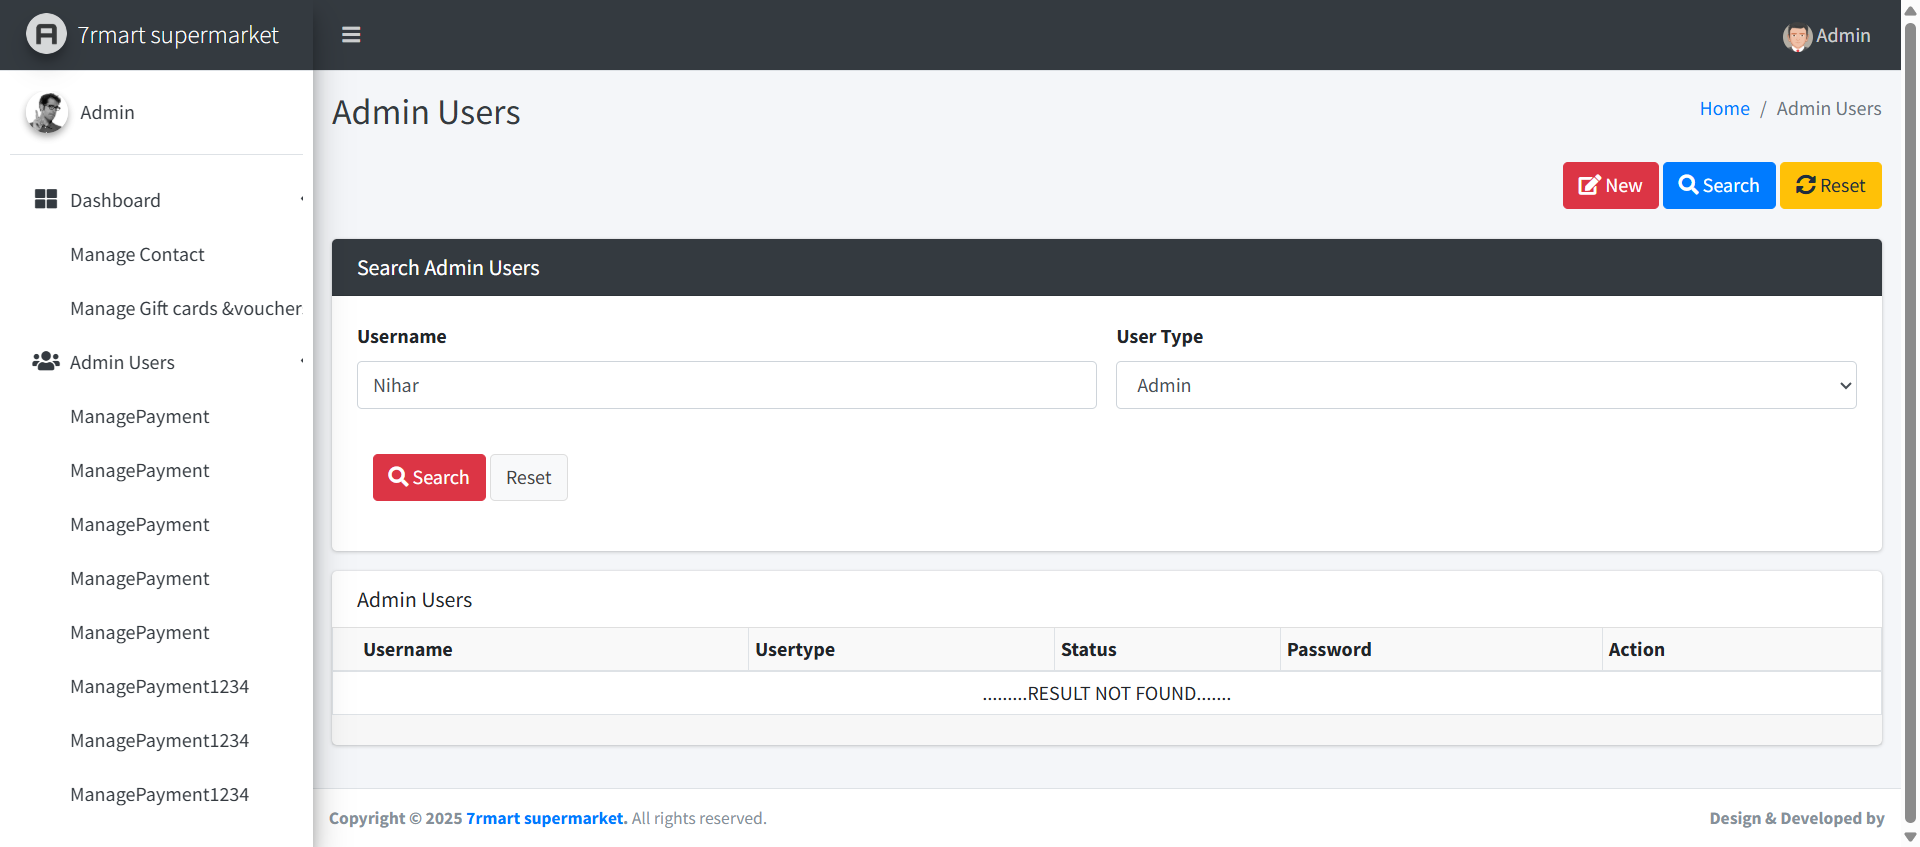 7rmart supermarket
Admin
Admin
Dashboard
Manage Contact
Manage Gift cards &voucher
Admin Users
ManagePayment
ManagePayment
ManagePayment
ManagePayment
ManagePayment
ManagePayment1234
ManagePayment1234
ManagePayment1234
Admin Users
Home / Admin Users
New Search Reset
Search Admin Users
Username User Type
Nihar Admin
Search Reset
Admin Users
Username Usertype Status Password Action
.........RESULT NOT FOUND.......
Copyright © 2025 7rmart supermarket. All rights reserved.
Design & Developed by